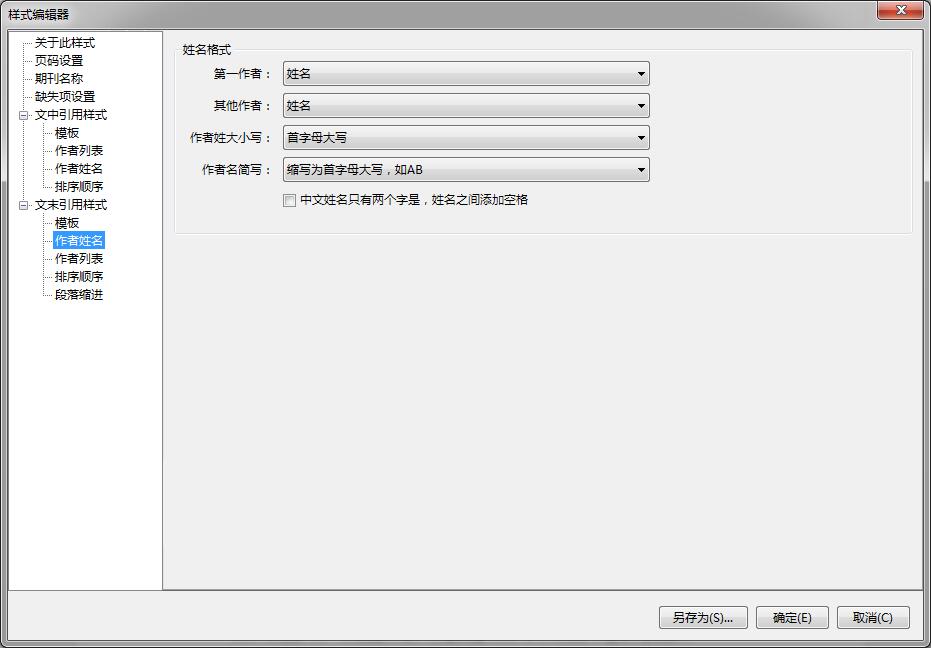 样式编辑器
关于此样式
页码设置
期刊名称
缺失项设置
文中引用样式
模板
作者列表
作者姓名
排序顺序
文末引用样式
模板
作者姓名
作者列表
排序顺序
段落缩进
姓名格式
第一作者： 姓名
其他作者： 姓名
作者姓大小写： 首字母大写
作者名简写： 缩写为首字母大写，如AB
中文姓名只有两个字是，姓名之间添加空格
另存为(S)... 确定(E) 取消(C)